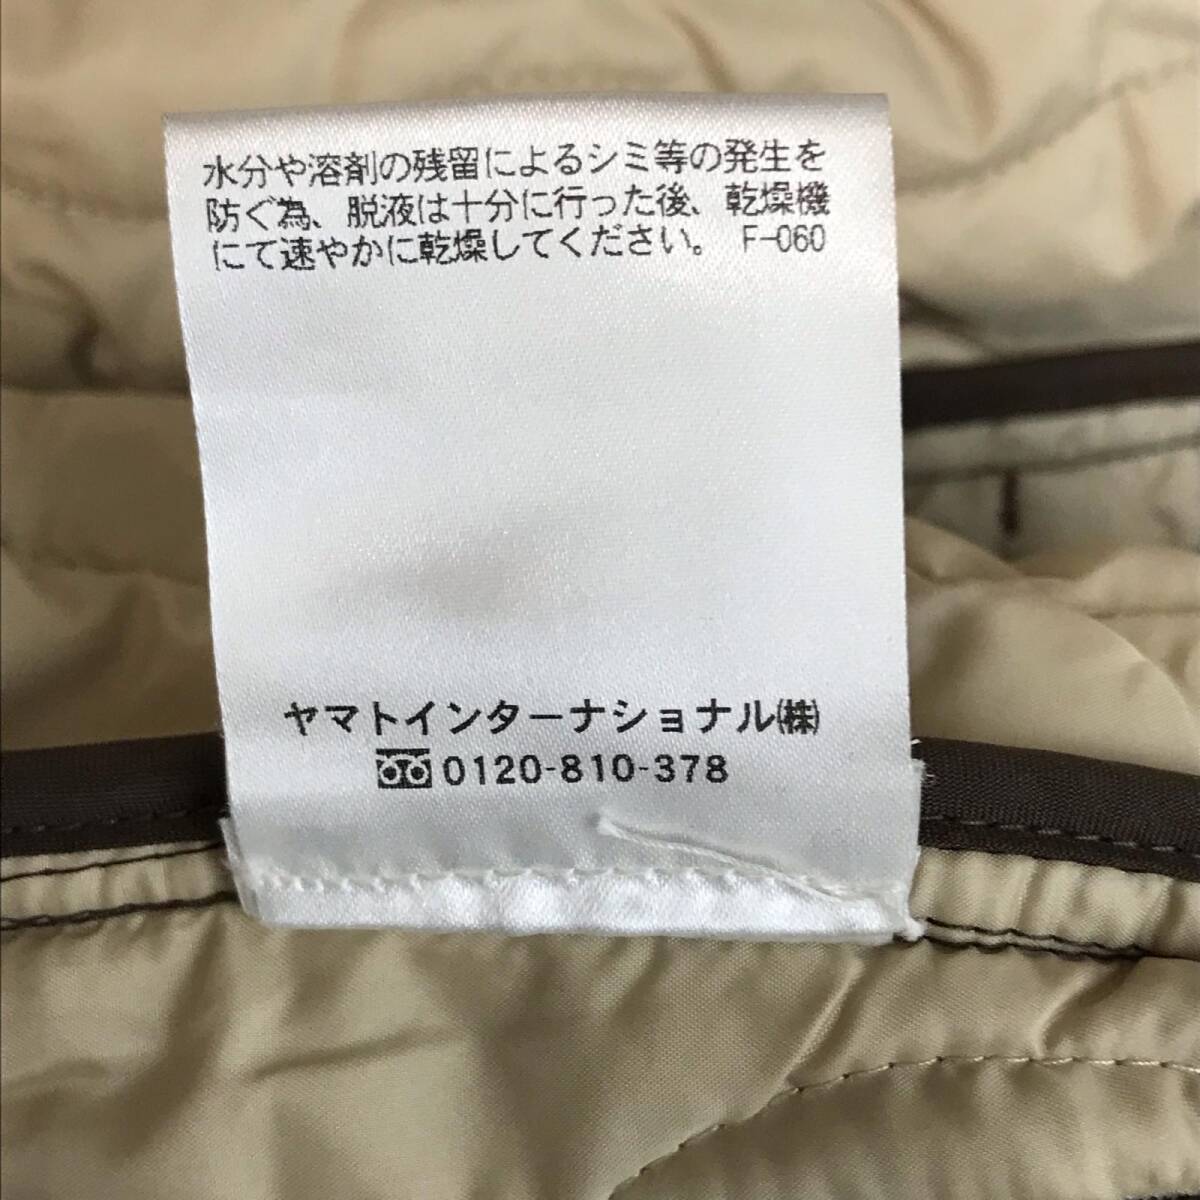 水分や溶剤の残留によるシミ等の発生を
防ぐ為、脱液は十分に行った後、乾燥機
にて速やかに乾燥してください。 F-060
ヤマトインターナショナル㈱
0120-810-378